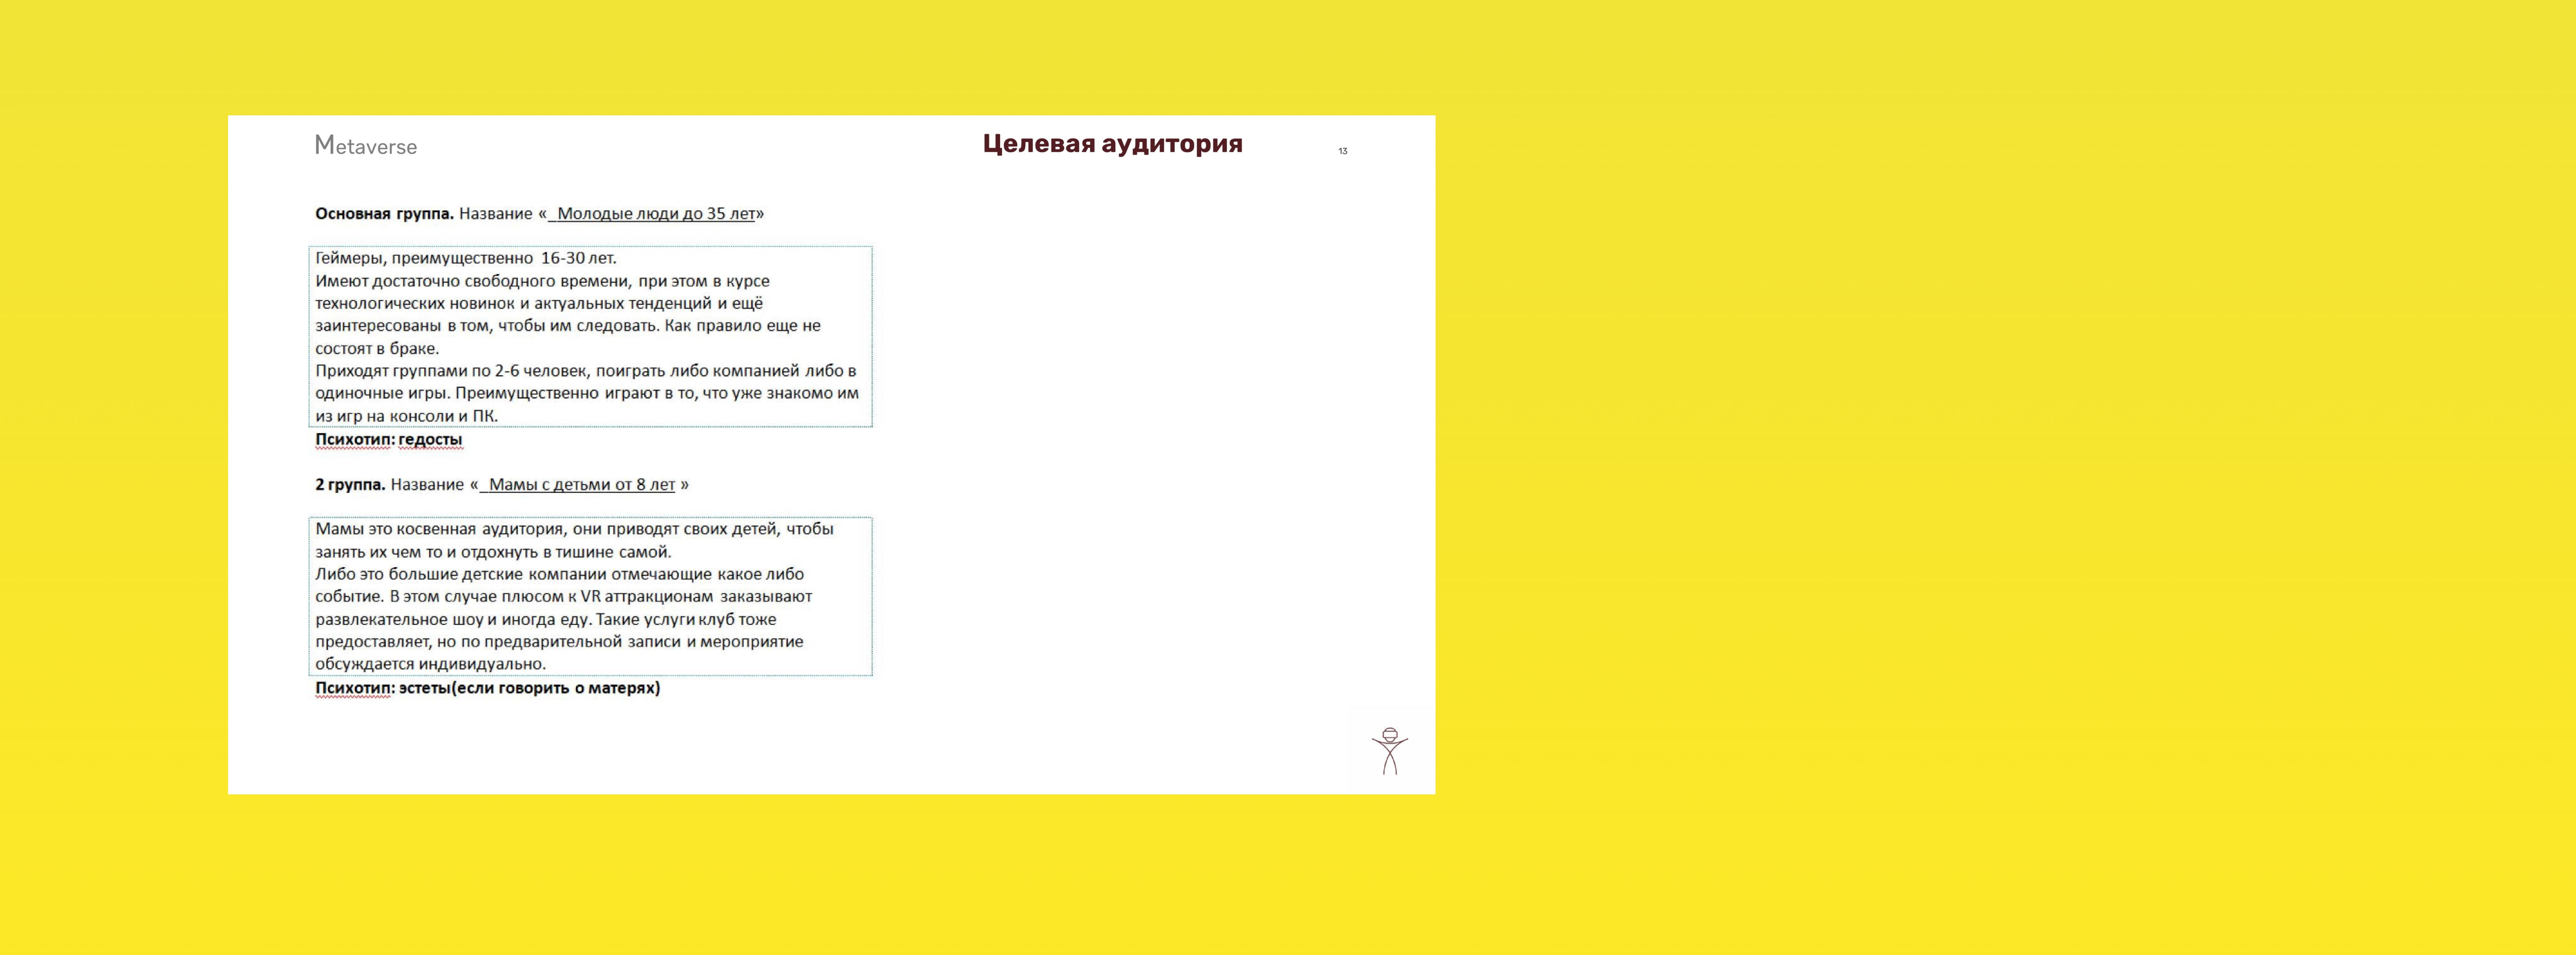 Metaverse
Целевая аудитория
13
Основная группа. Название «_Молодые люди до 35 лет»
Геймеры, преимущественно 16-30 лет.
Имеют достаточно свободного времени, при этом в курсе
технологических новинок и актуальных тенденций и ещё
заинтересованы в том, чтобы им следовать. Как правило еще не
состоят в браке.
Приходят группами по 2-6 человек, поиграть либо компанией либо в
одиночные игры. Преимущественно играют в то, что уже знакомо им
из игр на консоли и ПК.
Психотип: гедосты
2 группа. Название «_Мамы с детьми от 8 лет »
Мамы это косвенная аудитория, они приводят своих детей, чтобы
занять их чем то и отдохнуть в тишине самой.
Либо это большие детские компании отмечающие какое либо
событие. В этом случае плюсом к VR аттракционам заказывают
развлекательное шоу и иногда еду. Такие услуги клуб тоже
предоставляет, но по предварительной записи и мероприятие
обсуждается индивидуально.
Психотип: эстеты(если говорить о матерях)